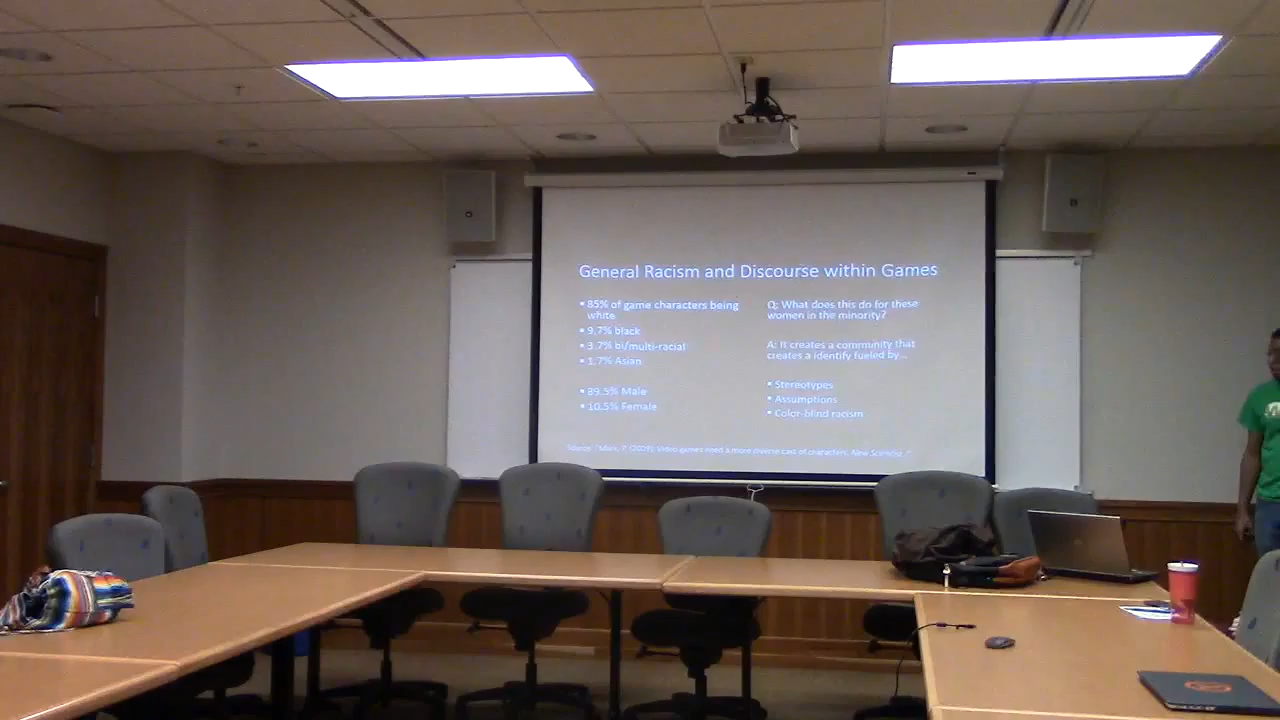 General Racism and Discourse within Games
• 85% of game characters being
white
• 9.7% black
• 3.7% bi/multi-racial
• 1.7% Asian
• 89.5% Male
• 10.5% Female
Q: What does this do for these
women in the minority?
A: It creates a community that
creates a identify fueled by...
• Stereotypes
• Assumptions
• Color-blind racism
Source: (2009). Video games need a more diverse cast of characters. New Scientist.